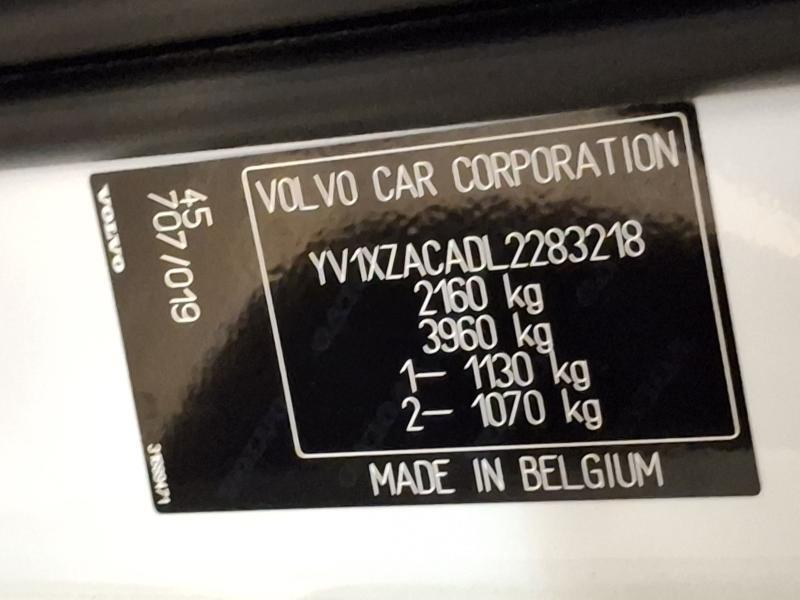 VOLVO CAR CORPORATION
YV1XZACADL2283218
2160 kg
3960 kg
1– 1130 kg
2– 1070 kg
MADE IN BELGIUM
45
707/019
VOLVO